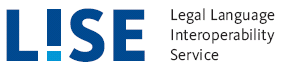 L!SE
Legal Language
Interoperability
Service